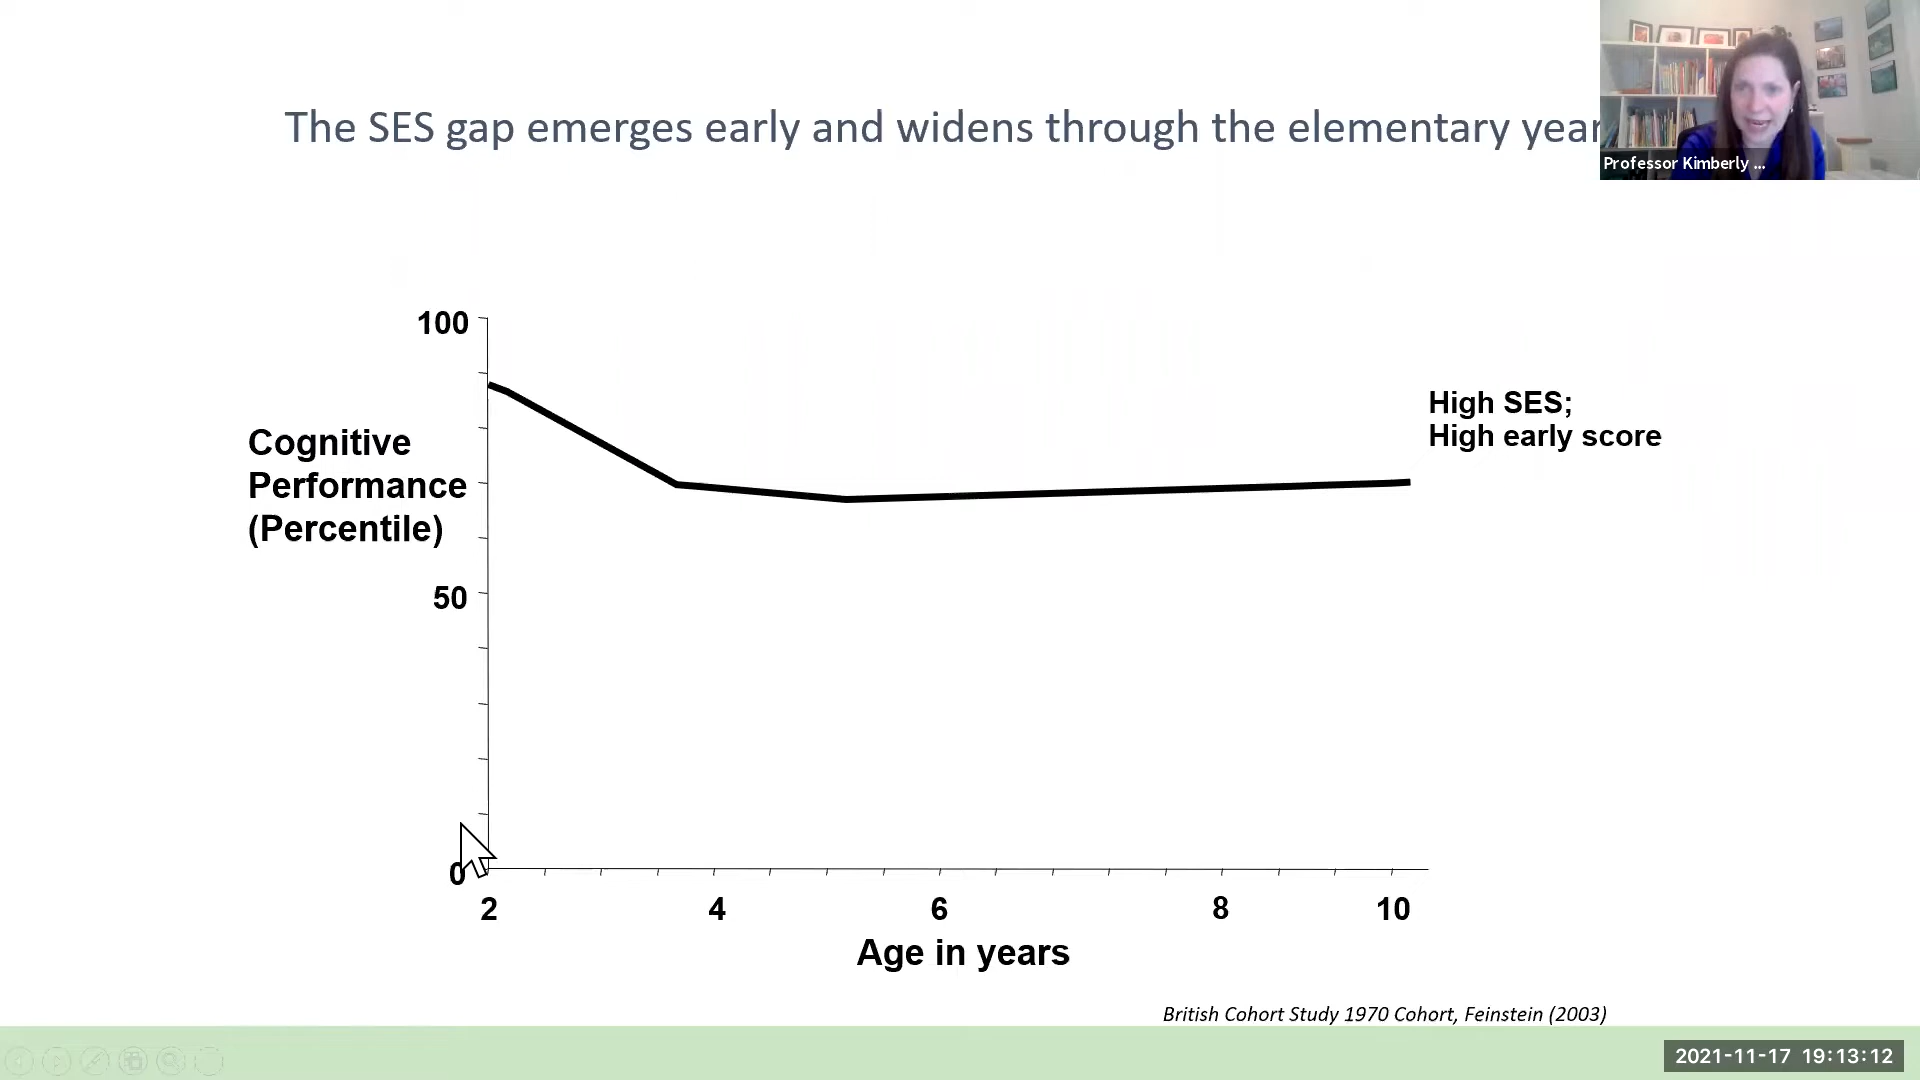 The SES gap emerges early and widens through the elementary year
Professor Kimberly ...
100
High SES;
High early score
Cognitive
Performance
(Percentile)
50
0
2 4 6 8 10
Age in years
British Cohort Study 1970 Cohort, Feinstein (2003)
2021-11-17 19:13:12